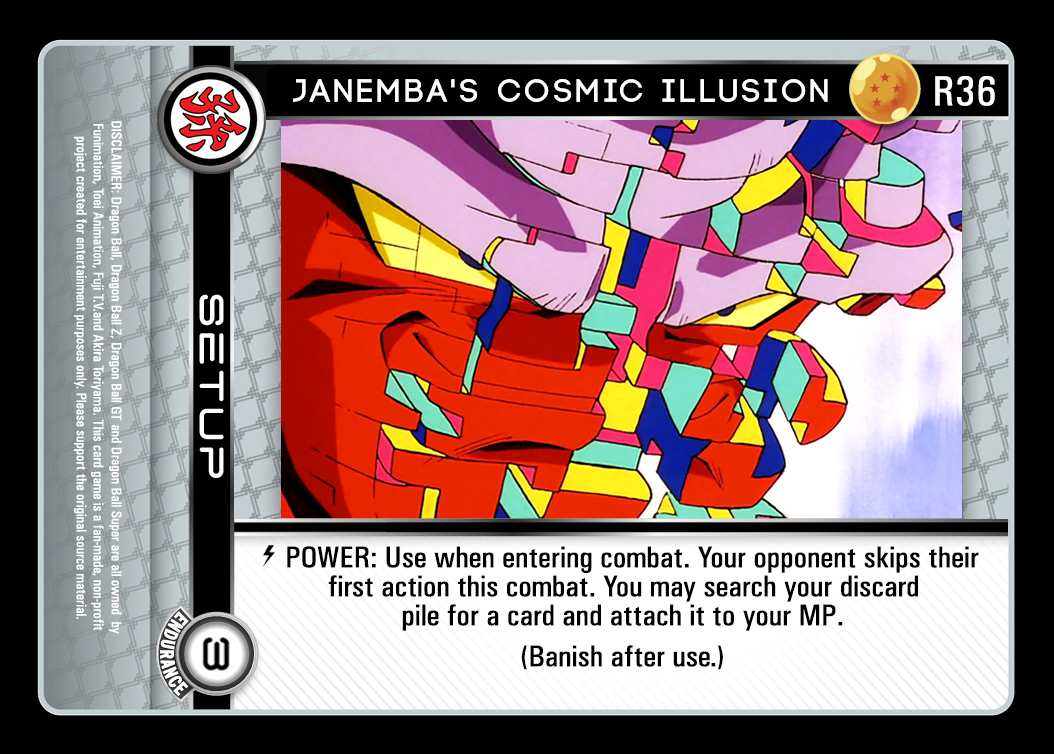 JANEMBA'S COSMIC ILLUSION
R36
SETUP
POWER: Use when entering combat. Your opponent skips their
first action this combat. You may search your discard
pile for a card and attach it to your MP.
(Banish after use.)
ENDURANCE
3
DISCLAIMER: Dragon Ball, Dragon Ball Z, Dragon Ball GT and Dragon Ball Super are all owned by
Funimation, Toei Animation, Fuji T.V.and Akira Toriyama. This card game is a fan-made, non-profit
project created for entertainment purposes only. Please support the original source material.